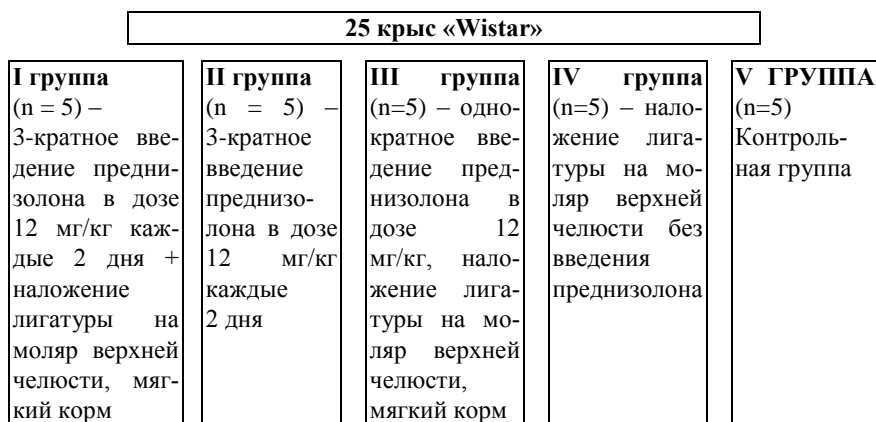 25 крыс «Wistar»
I группа
(n = 5) –
3-кратное вве-
дение предни-
золона в дозе
12 мг/кг каж-
дые 2 дня +
наложение
лигатуры на
моляр верхней
челюсти, мяг-
кий корм
II группа
(n = 5) –
3-кратное
введение
преднизо-
лона в дозе
12 мг/кг
каждые
2 дня
III группа
(n=5) – одно-
кратное вве-
дение пред-
низолона в
дозе 12
мг/кг, нало-
жение лига-
туры на мо-
ляр верхней
челюсти,
мягкий корм
IV группа
(n=5) – нало-
жение лига-
туры на мо-
ляр верхней
челюсти без
введения
преднизолона
V ГРУППА
(n=5)
Контроль-
ная группа